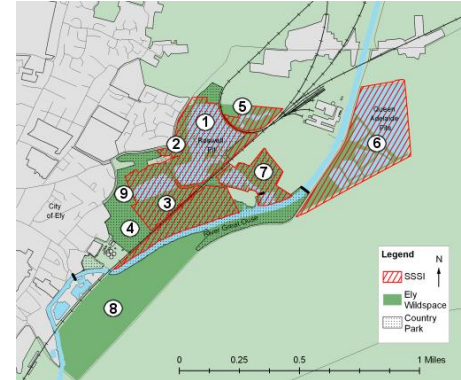 1
Roswell
Pit
2
3
4
5
6
7
8
9
Queen
Adelaide
Pits
City
of Ely
River Great Ouse
Legend
N
SSSI
Ely
Wildspace
Country
Park
0 0.25 0.5 1 Miles